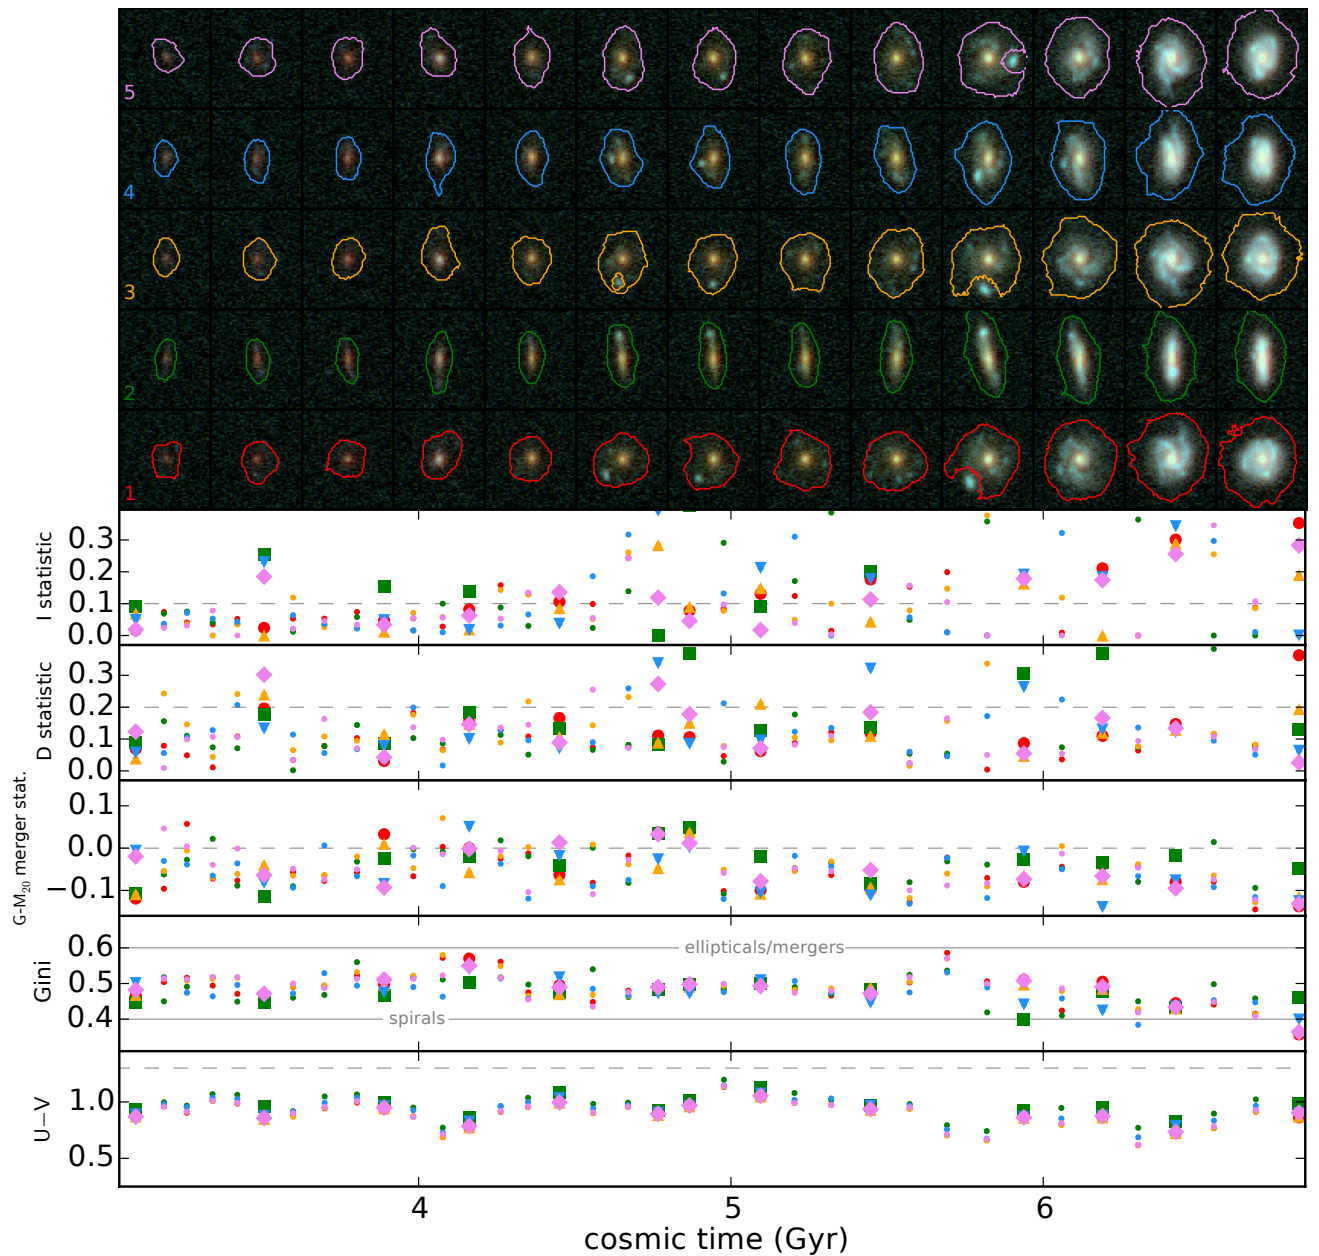 5
4
3
2
1
I statistic
0.3
0.2
0.1
0.0
D statistic
0.3
0.2
0.1
0.0
G-M20 merger stat.
0.1
0.0
−0.1
Gini
0.6
0.5
0.4
ellipticals/mergers
spirals
U−V
1.0
0.5
4 5 6
cosmic time (Gyr)